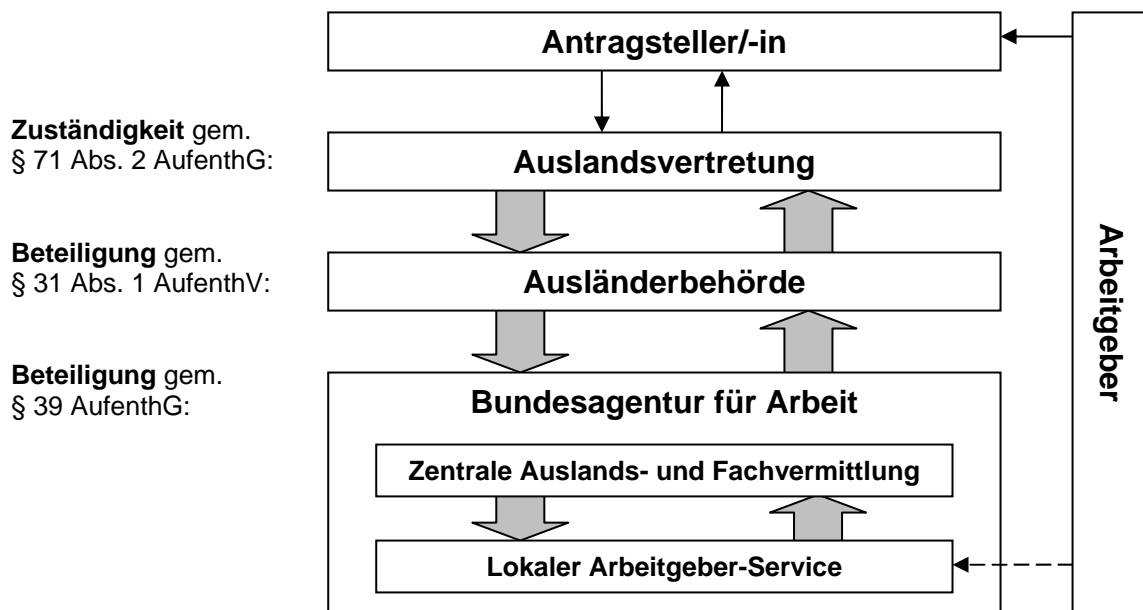 Antragsteller/-in
Zuständigkeit gem.
§ 71 Abs. 2 AufenthG:
Auslandsvertretung
Beteiligung gem.
§ 31 Abs. 1 AufenthV:
Ausländerbehörde
Beteiligung gem.
§ 39 AufenthG:
Bundesagentur für Arbeit
Zentrale Auslands- und Fachvermittlung
Lokaler Arbeitgeber-Service
Arbeitgeber